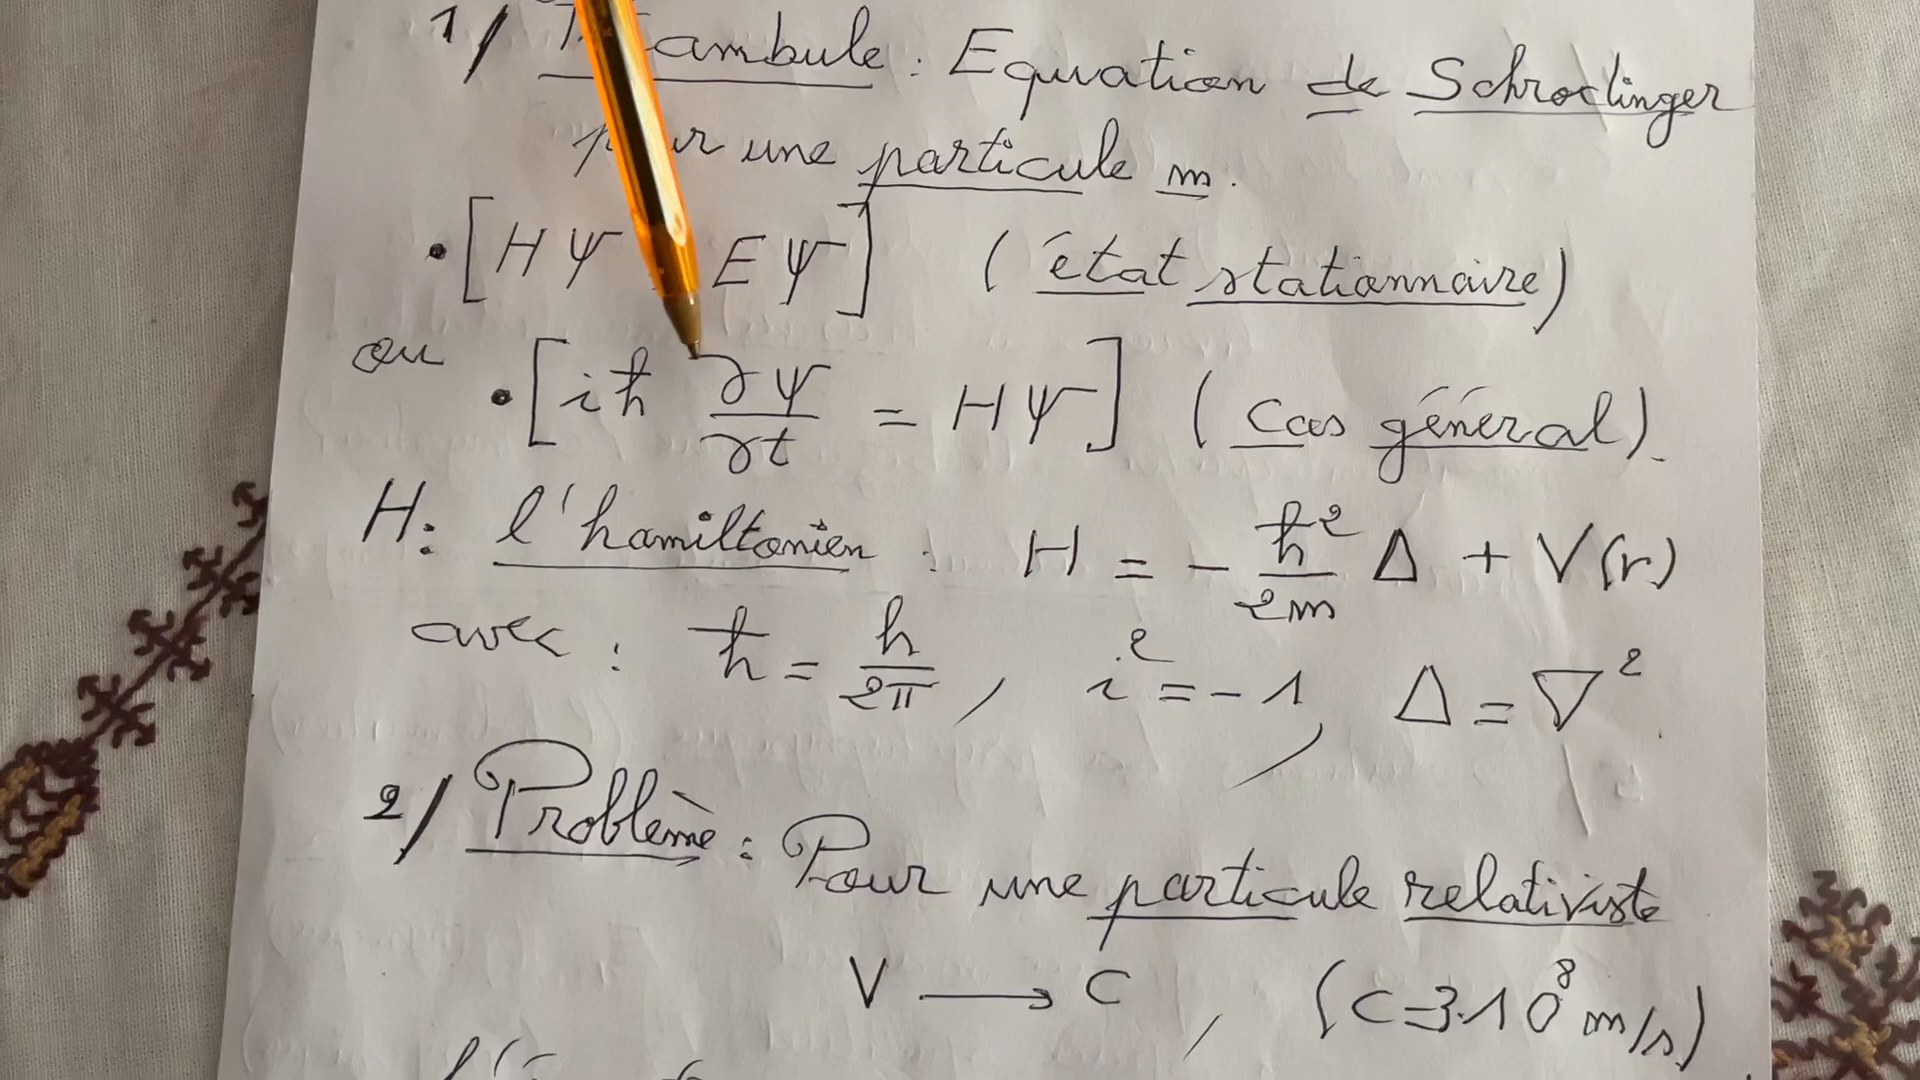 1/ : Equation de Schrodinger
une particule m.
• [Hψ Eψ] (état stationnaire)
ou • [iħ ∂ψ/∂t = Hψ] (Cas général).
H: l'hamiltonien : H = - ħ²/2m Δ + V(r)
avec : ħ = h/2π , i² = -1 , Δ = ∇² .
2/ Problème : Pour une particule relativiste
V ⟶ C , (C=3.10⁸ m/s)